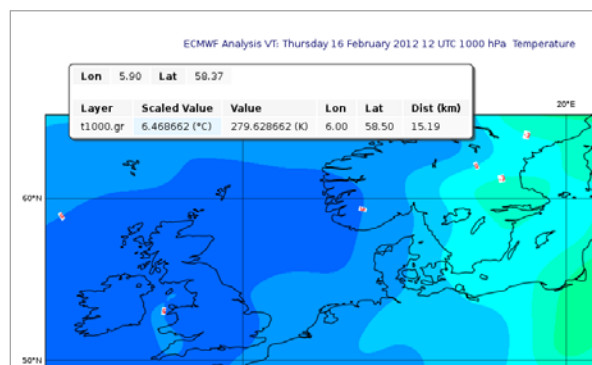 ECMWF Analysis VT: Thursday 16 February 2012 12 UTC 1000 hPa Temperature
Lon 5.90 Lat 58.37
Layer Scaled Value Value Lon Lat Dist (km)
t1000.gr 6.468662 (°C) 279.628662 (K) 6.00 58.50 15.19
20°E
60°N
50°N